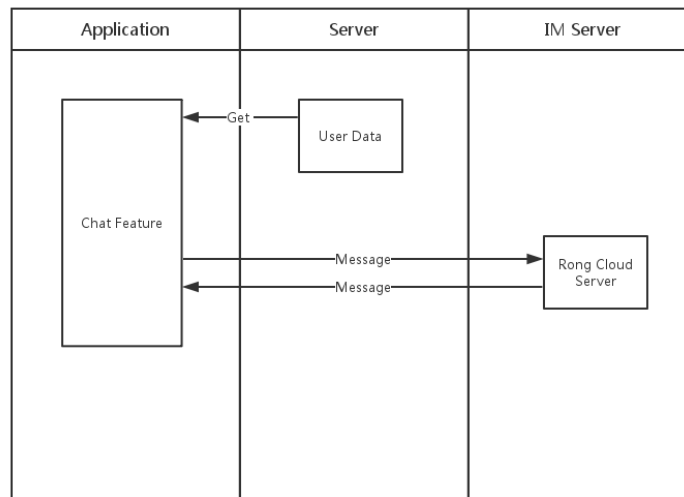 Application
Server
IM Server
Get
User Data
Chat Feature
Message
Message
Rong Cloud
Server